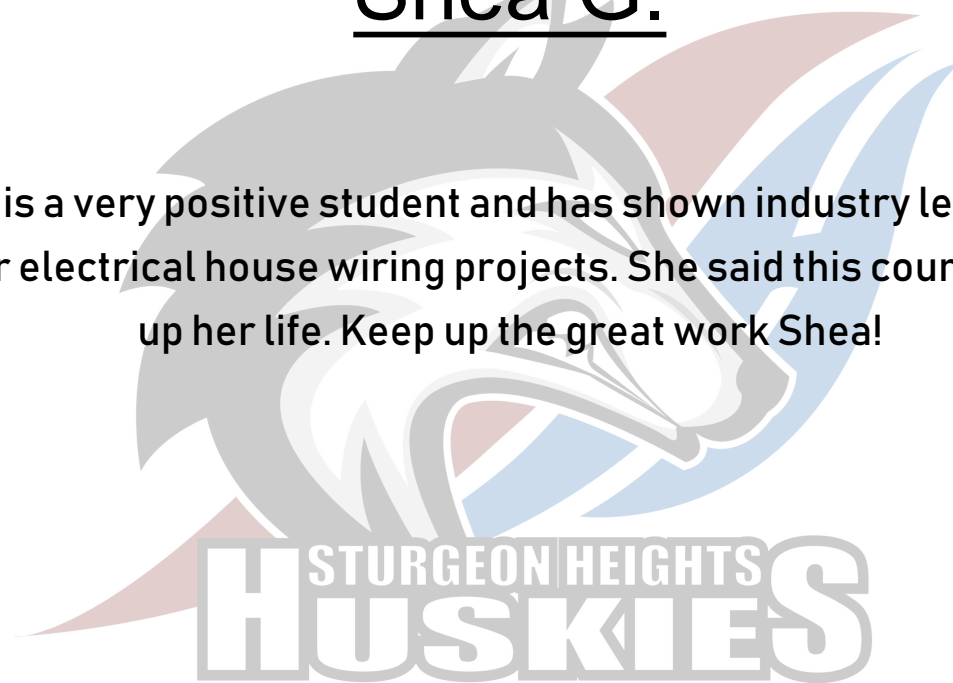 Shea G.
is a very positive student and has shown industry le
r electrical house wiring projects. She said this cour
up her life. Keep up the great work Shea!
STURGEON HEIGHTS
HUSKIES